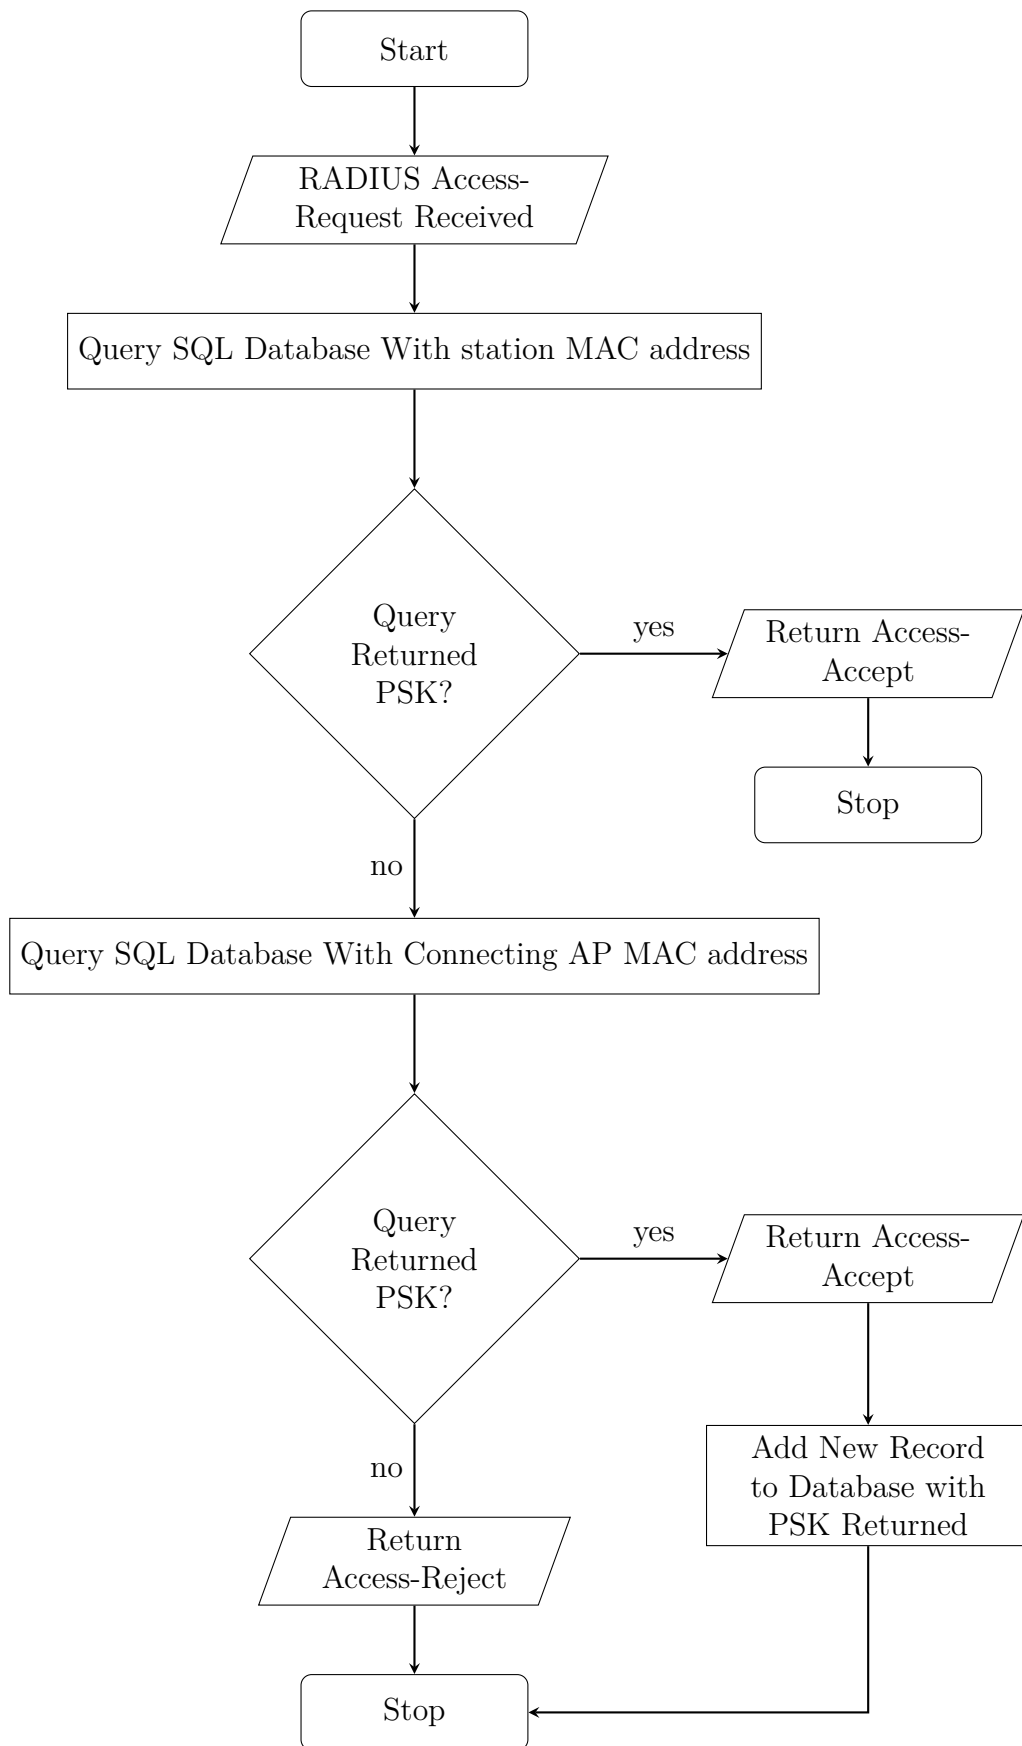 Start
RADIUS Access-
Request Received
Query SQL Database With station MAC address
Query
Returned
PSK?
yes
Return Access-
Accept
Stop
no
Query SQL Database With Connecting AP MAC address
Query
Returned
PSK?
yes
Return Access-
Accept
Add New Record
to Database with
PSK Returned
no
Return
Access-Reject
Stop